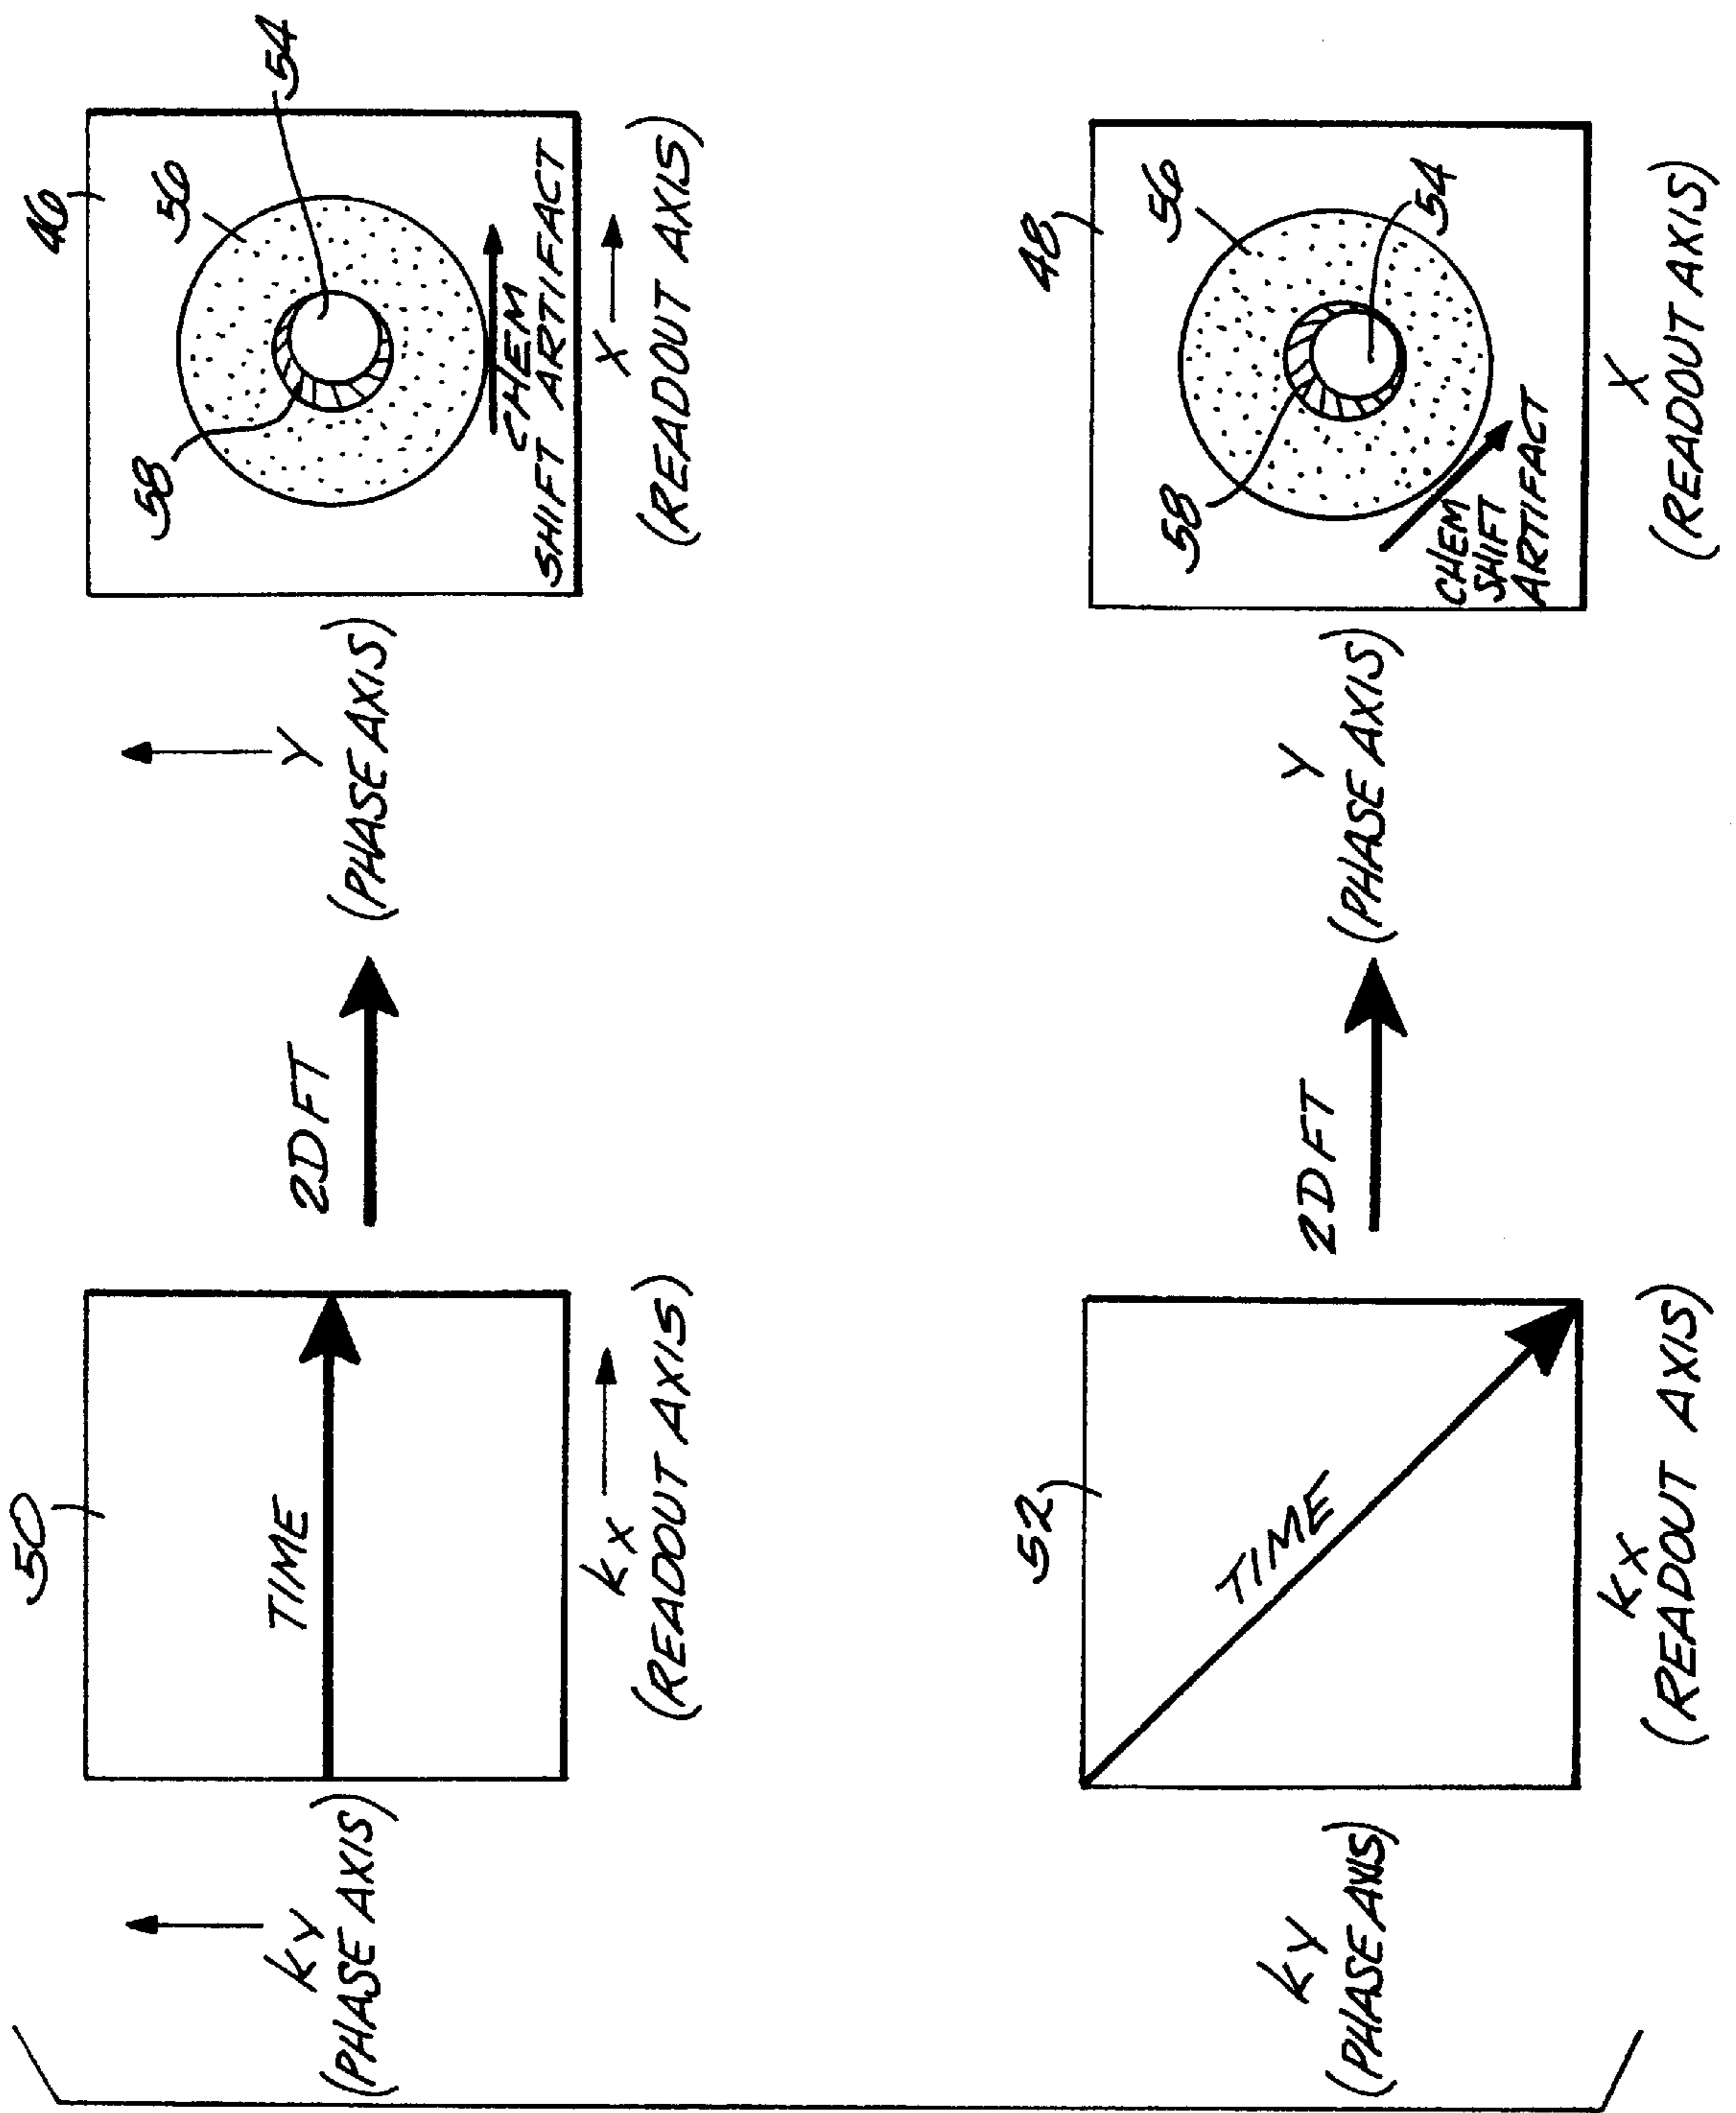 50
KY
(PHASE AXIS)
TIME
KX
(READOUT AXIS)
2DFT
Y
(PHASE AXIS)
46
58
56
54
CHEM
SHIFT ARTIFACT
X
(READOUT AXIS)
52
KY
(PHASE AXIS)
TIME
KX
(READOUT AXIS)
2DFT
Y
(PHASE AXIS)
48
58
56
54
CHEM
SHIFT
ARTIFACT
X
(READOUT AXIS)